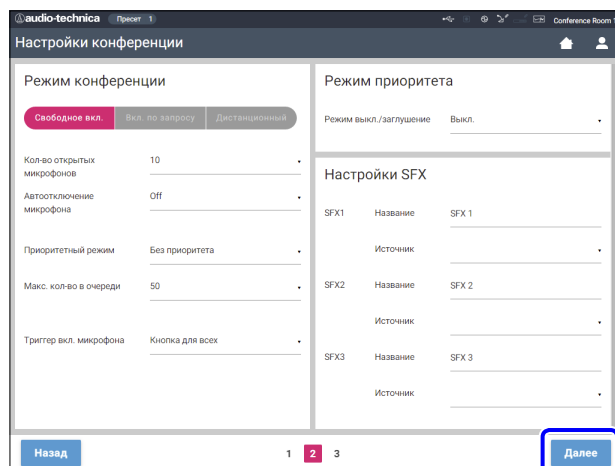 audio-technica Пресет 1 Conference Room 1
Настройки конференции
Режим конференции
Свободное вкл. Вкл. по запросу Дистанционный
Кол-во открытых микрофонов 10
Автоотключение микрофона Off
Приоритетный режим Без приоритета
Макс. кол-во в очереди 50
Триггер вкл. микрофона Кнопка для всех
Режим приоритета
Режим выкл./заглушение Выкл.
Настройки SFX
SFX1 Название SFX 1
Источник
SFX2 Название SFX 2
Источник
SFX3 Название SFX 3
Источник
Назад 1 2 3 Далее